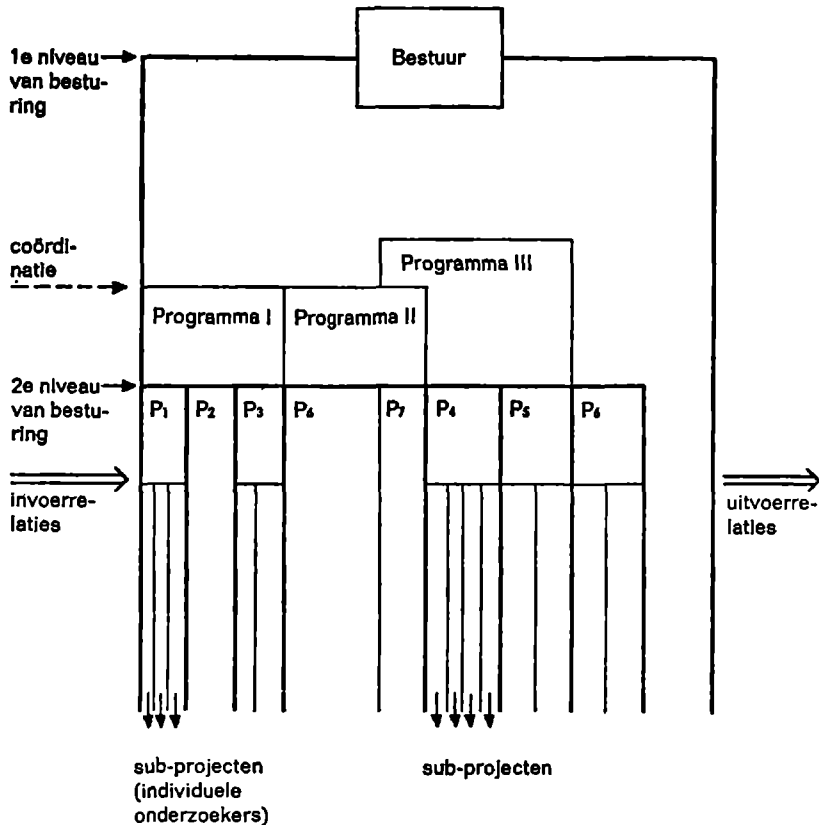 1e niveau
van bestu-
ring
Bestuur
coördi-
natie
Programma III
Programma I
Programma II
2e niveau
van bestu-
ring
P₁
P₂
P₃
P₆
P₇
P₄
P₅
P₆
invoerre-
laties
uitvoerre-
laties
sub-projecten
(individuele
onderzoekers)
sub-projecten